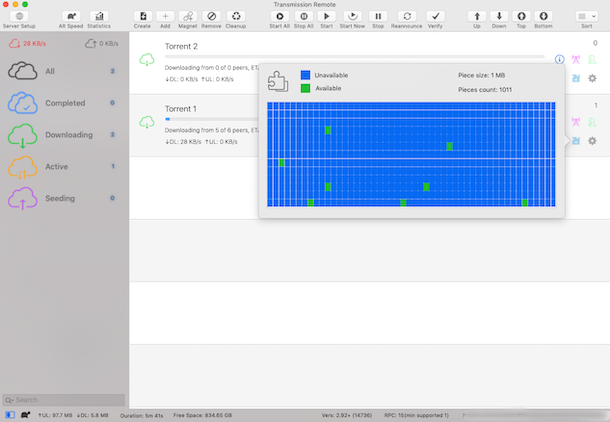 Transmission Remote
Server Setup
Alt Speed
Statistics
Create
Add
Magnet
Remove
Cleanup
Start All
Stop All
Start
Start Now
Stop
Reannounce
Verify
Up
Down
Top
Bottom
Sort
28 KB/s
0 KB/s
All
Completed
0
Downloading
Active
1
Seeding
0
Torrent 2
0
Downloading from 0 of 0 peers, ET
↓DL: 0 KB/s ↑UL: 0 KB/s
Torrent 1
1
Downloading from 5 of 6 peers, ET
↓DL: 28 KB/s ↑UL: 0 KB/s
Unavailable
Available
Piece size: 1 MB
Pieces count: 1011
Search
↑UL: 97.7 MB ↓DL: 5.8 MB
Duration: 5m 41s
Free Space: 834.65 GB
Vers: 2.92+ (14736)
RPC: 15(min supported 1)